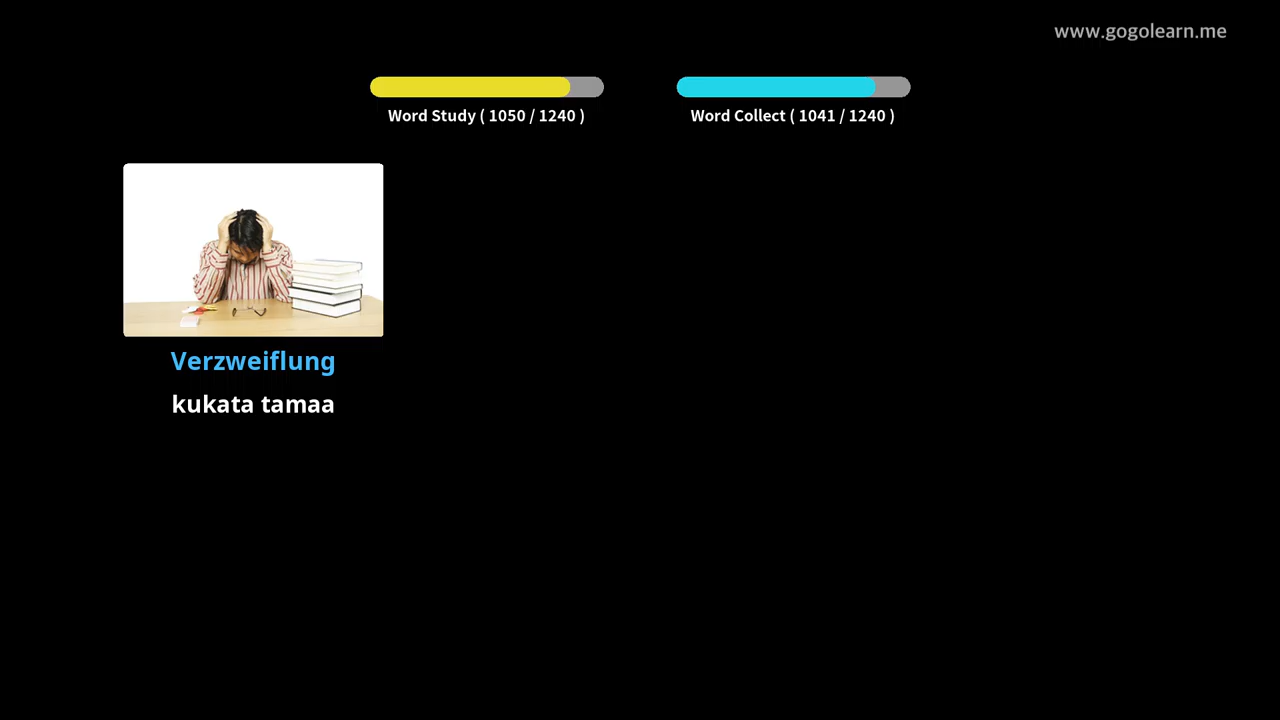 www.gogolearn.me
Word Study ( 1050 / 1240 )
Word Collect ( 1041 / 1240 )
Verzweiflung
kukata tamaa